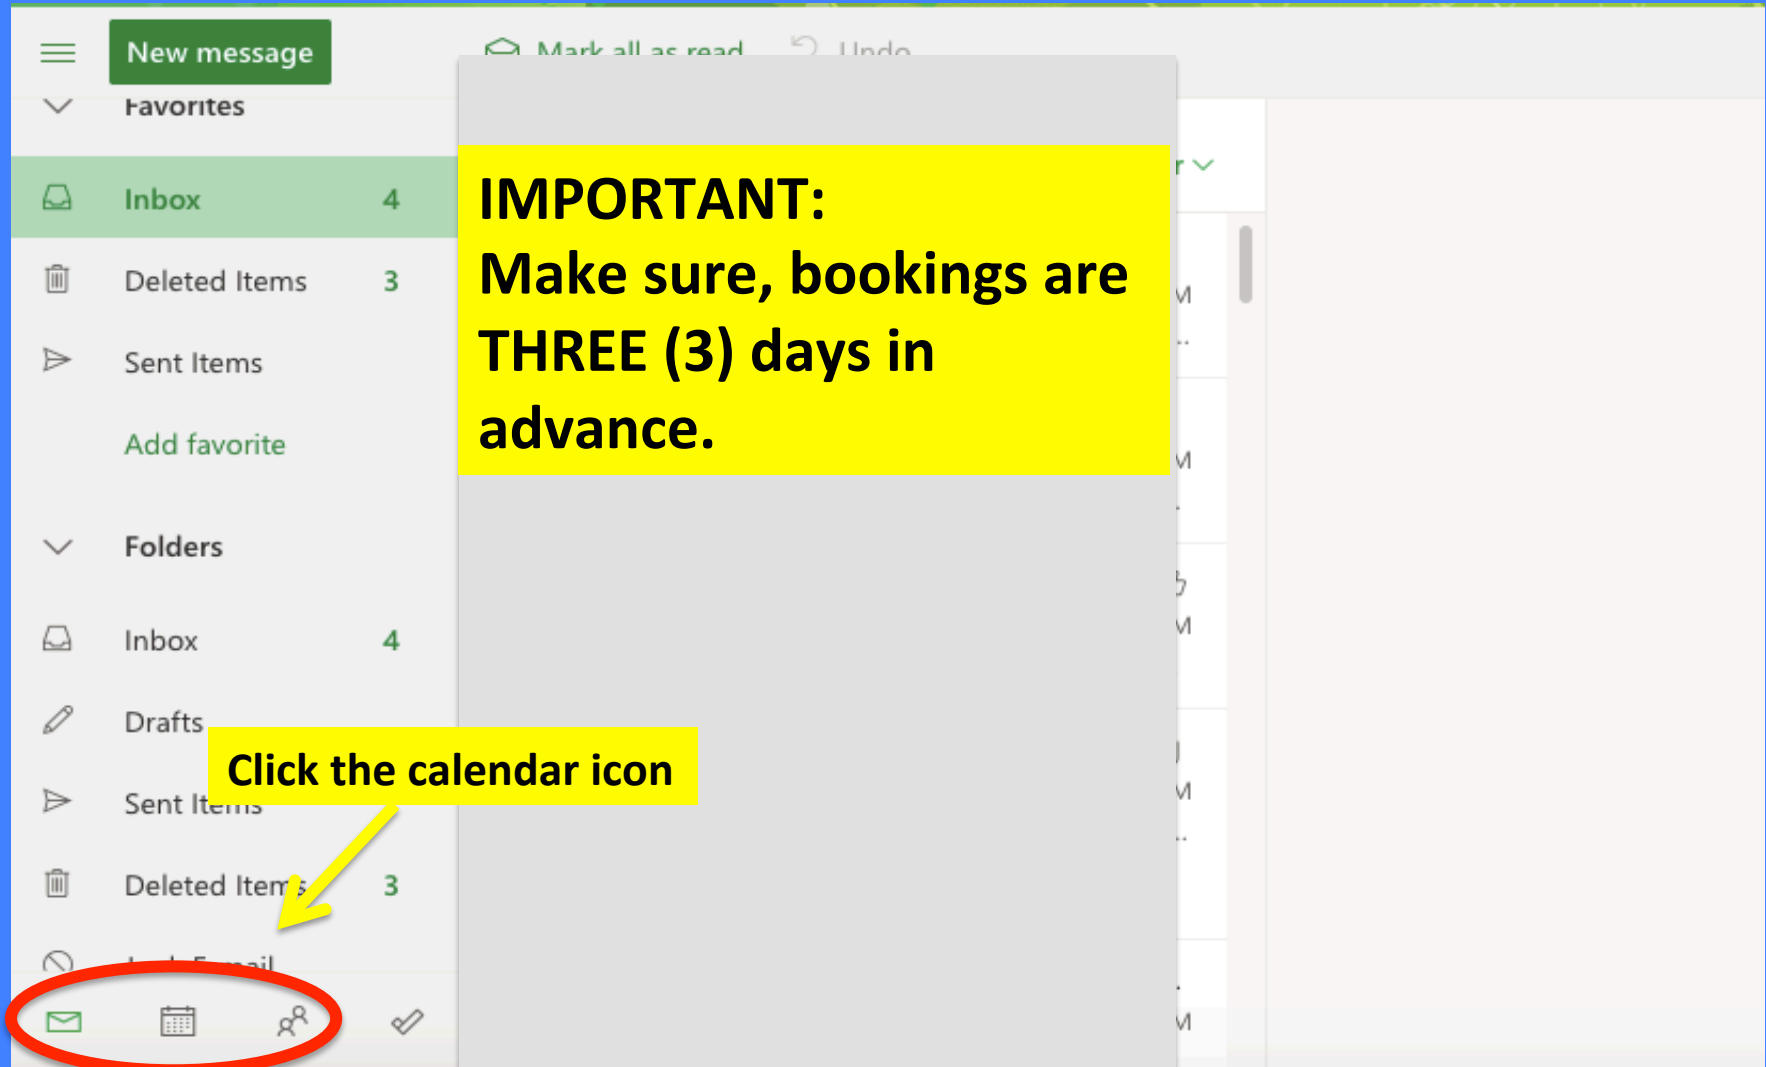 New message
Mark all as read
Undo
Favorites
Inbox 4
Deleted Items 3
Sent Items
Add favorite
Folders
Inbox 4
Drafts
Sent Items
Deleted Items 3
Junk Email
IMPORTANT:
Make sure, bookings are
THREE (3) days in
advance.
Click the calendar icon